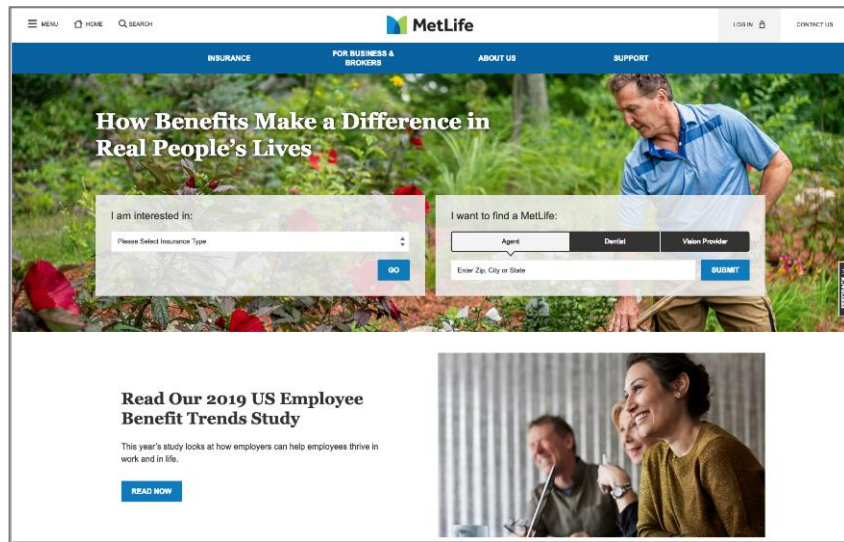 MENU HOME SEARCH MetLife LOG IN CONTACT US
INSURANCE FOR BUSINESS & BROKERS ABOUT US SUPPORT
How Benefits Make a Difference in
Real People's Lives
I am interested in:
Please Select Insurance Type
GO
I want to find a MetLife:
Agent Dentist Vision Provider
Enter Zip, City or State SUBMIT
Read Our 2019 US Employee
Benefit Trends Study
This year's study looks at how employers can help employees thrive in
work and in life.
READ NOW